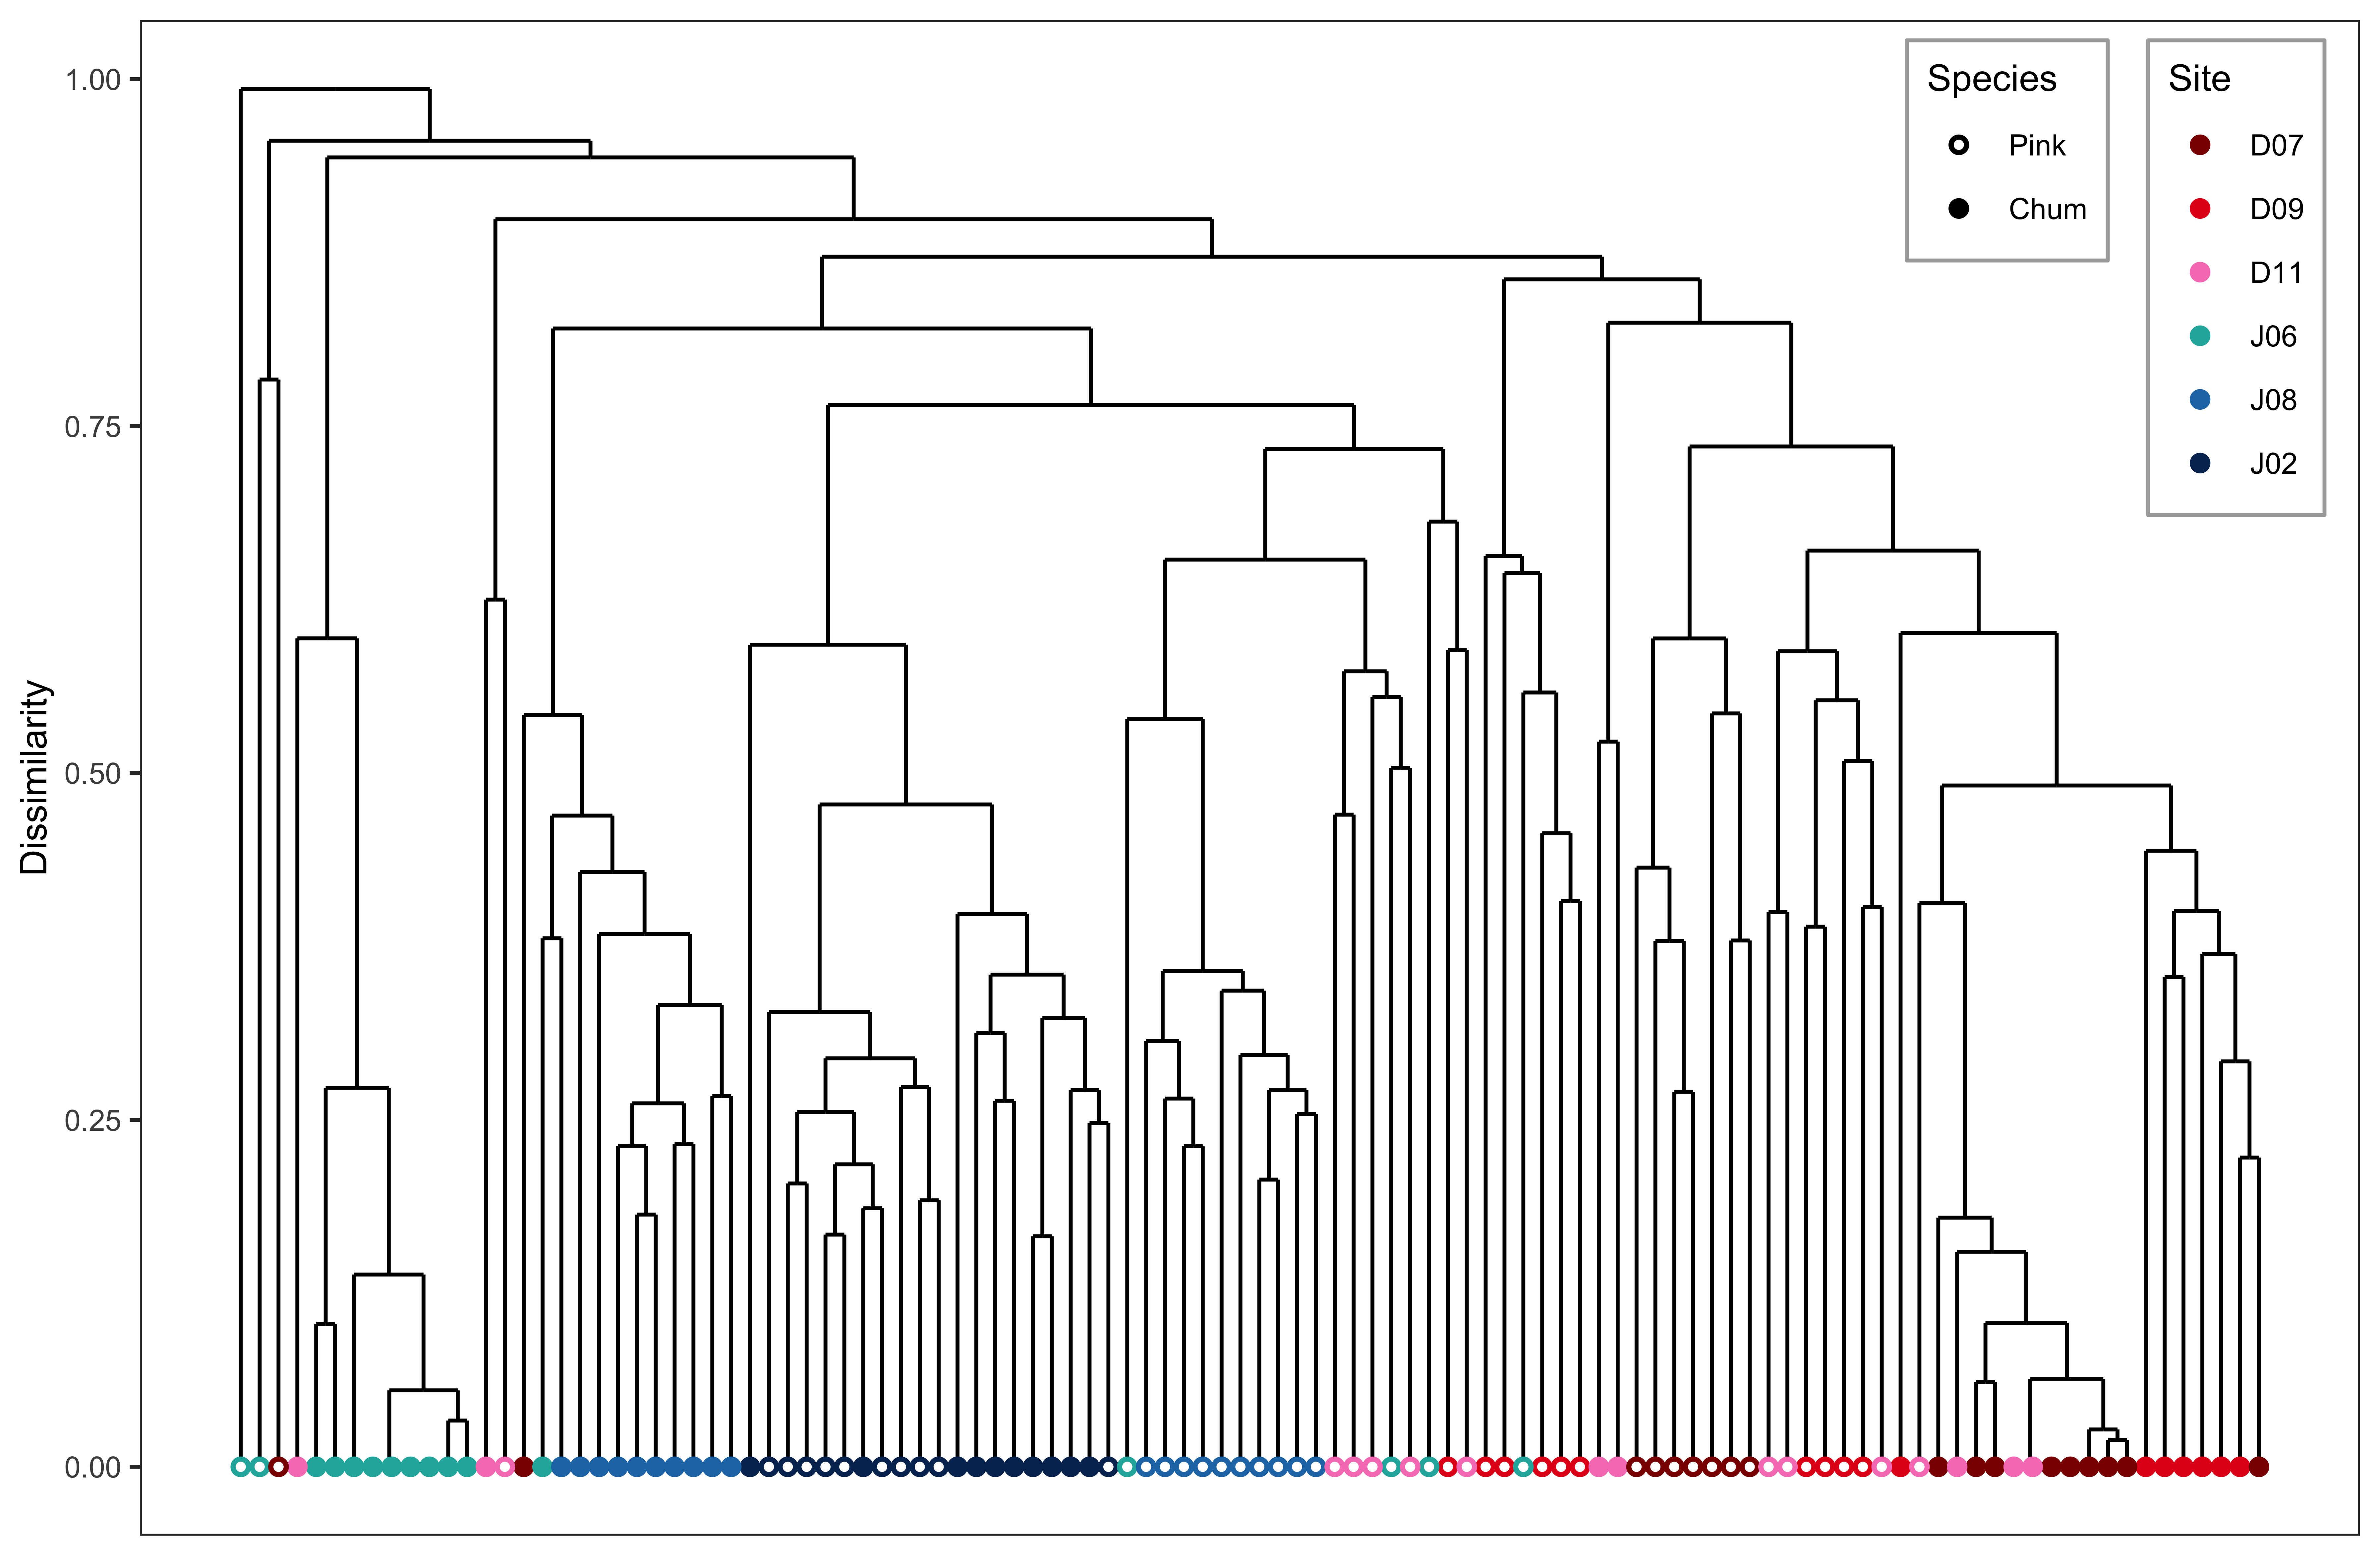 Dissimilarity
1.00
0.75
0.50
0.25
0.00
Species
Pink
Chum
Site
D07
D09
D11
J06
J08
J02